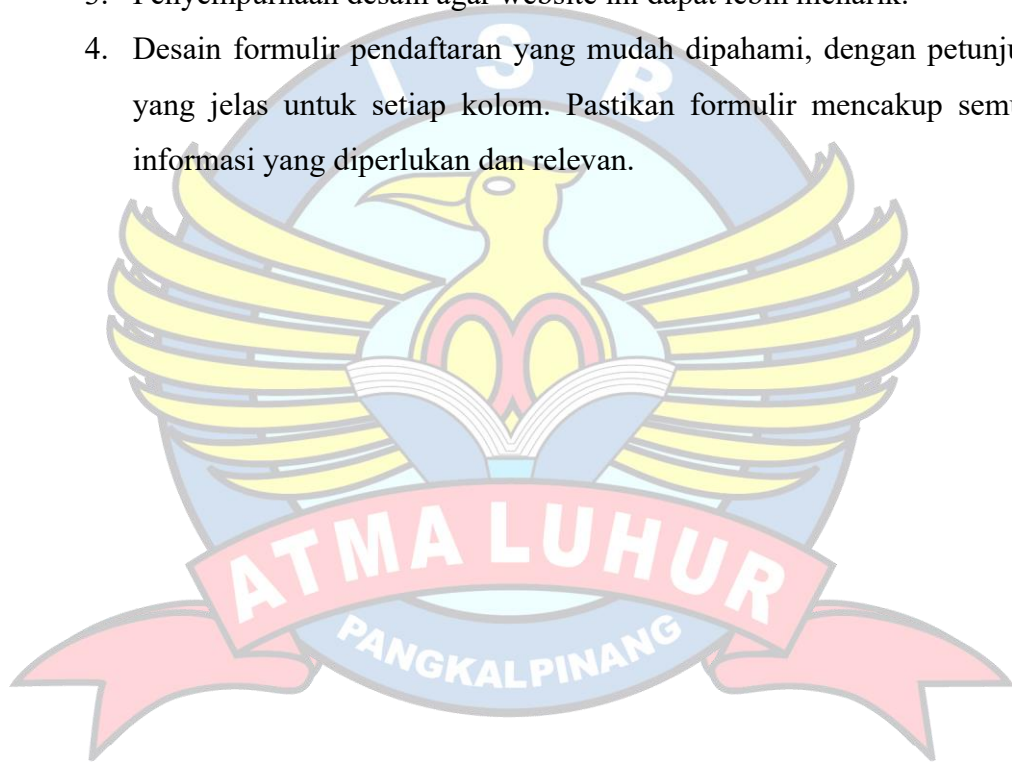 3. Penyempurnaan desain agar website ini dapat lebih menarik.
4. Desain formulir pendaftaran yang mudah dipahami, dengan petunju
yang jelas untuk setiap kolom. Pastikan formulir mencakup semu
informasi yang diperlukan dan relevan.
I S B
ATMA LUHUR
PANGKALPINANG